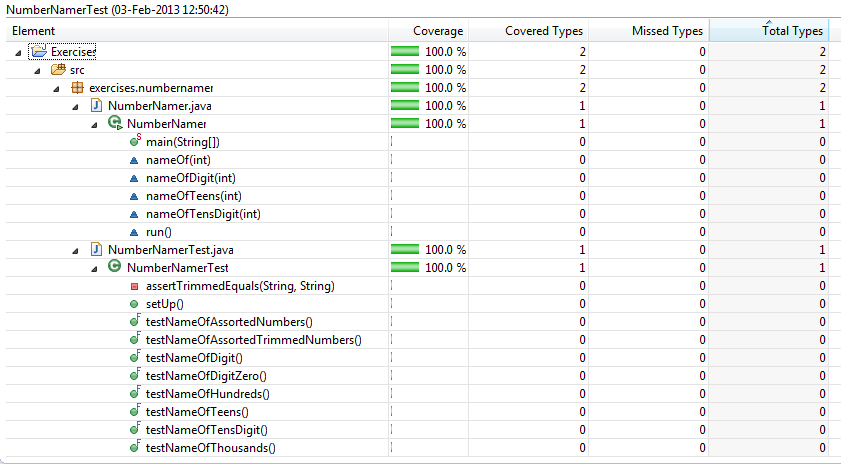 NumberNamerTest (03-Feb-2013 12:50:42)
Element Coverage Covered Types Missed Types Total Types
Exercises 100.0 % 2 0 2
src 100.0 % 2 0 2
exercises.numbernamer 100.0 % 2 0 2
J NumberNamer.java 100.0 % 1 0 1
C NumberNamer 100.0 % 1 0 1
S main(String[]) 0 0 0
nameOf(int) 0 0 0
nameOfDigit(int) 0 0 0
nameOfTeens(int) 0 0 0
nameOfTensDigit(int) 0 0 0
run() 0 0 0
J NumberNamerTest.java 100.0 % 1 0 1
C NumberNamerTest 100.0 % 1 0 1
assertTrimmedEquals(String, String) 0 0 0
setUp() 0 0 0
F testNameOfAssortedNumbers() 0 0 0
F testNameOfAssortedTrimmedNumbers() 0 0 0
F testNameOfDigit() 0 0 0
F testNameOfDigitZero() 0 0 0
F testNameOfHundreds() 0 0 0
F testNameOfTeens() 0 0 0
F testNameOfTensDigit() 0 0 0
F testNameOfThousands() 0 0 0